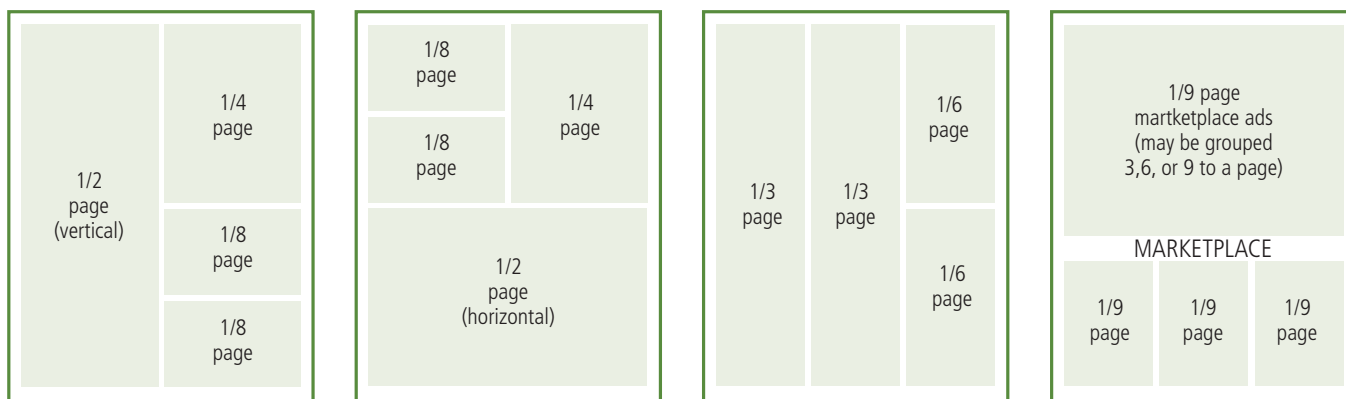 1/2
page
(vertical)
1/4
page
1/8
page
1/8
page
1/8
page
1/8
page
1/4
page
1/2
page
(horizontal)
1/3
page
1/3
page
1/6
page
1/6
page
1/9 page
martketplace ads
(may be grouped
3,6, or 9 to a page)
MARKETPLACE
1/9
page
1/9
page
1/9
page